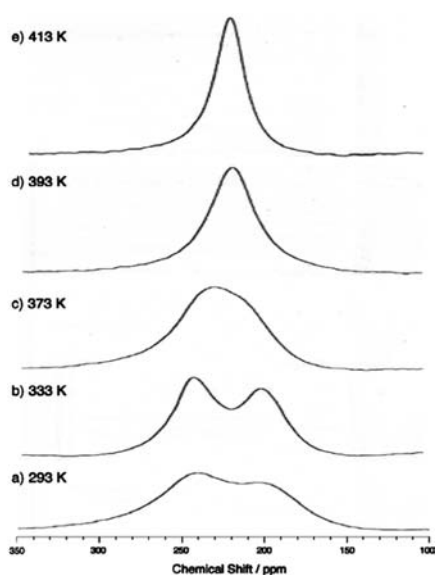 e) 413 K
d) 393 K
c) 373 K
b) 333 K
a) 293 K
350 300 250 200 150 100
Chemical Shift / ppm